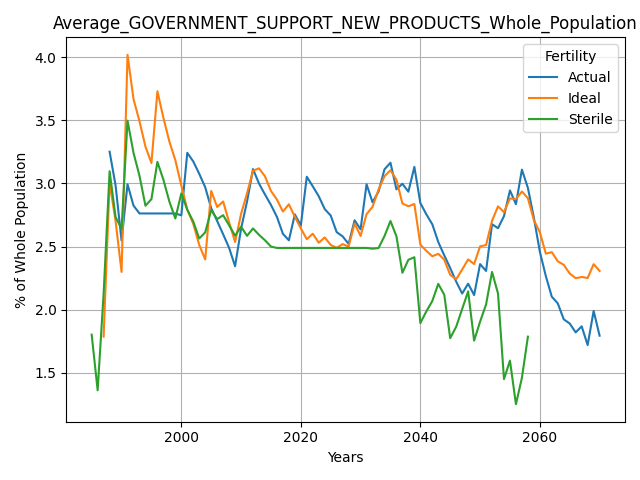 Average_GOVERNMENT_SUPPORT_NEW_PRODUCTS_Whole_Population
Fertility
Actual
Ideal
Sterile
% of Whole Population
4.0
3.5
3.0
2.5
2.0
1.5
2000
2020
2040
2060
Years